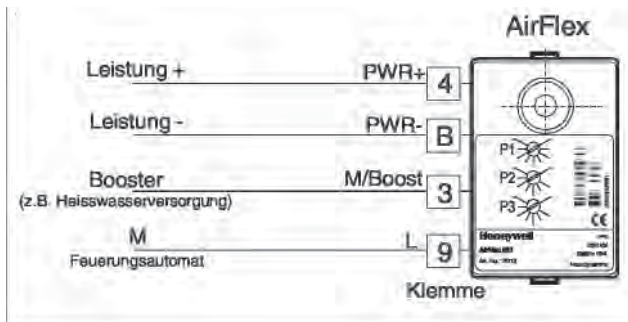 AirFlex
Leistung + PWR+ 4
Leistung - PWR- B
Booster M/Boost 3
(z.B. Heisswasserversorgung)
M L 9
Feuerungsautomat
Klemme
P1
P2
P3
CE
Honeywell